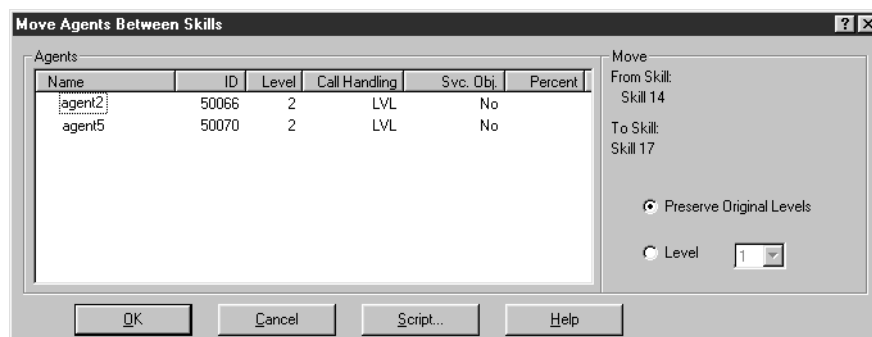 Move Agents Between Skills
Agents
Name ID Level Call Handling Svc. Obj. Percent
agent2 50066 2 LVL No
agent5 50070 2 LVL No
Move
From Skill:
Skill 14
To Skill:
Skill 17
Preserve Original Levels
Level 1
OK Cancel Script... Help